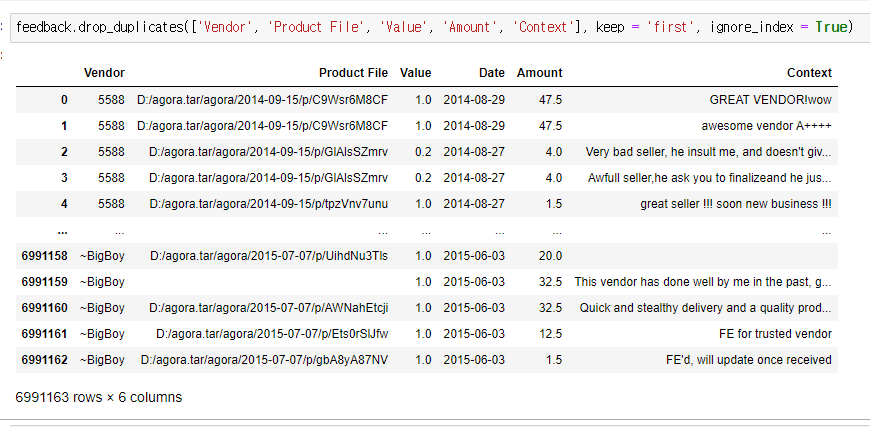 feedback.drop_duplicates(['Vendor', 'Product File', 'Value', 'Amount', 'Context'], keep = 'first', ignore_index = True)
Vendor Product File Value Date Amount Context
0 5588 D:/agora.tar/agora/2014-09-15/p/C9Wsr6M8CF 1.0 2014-08-29 47.5 GREAT VENDOR!wow
1 5588 D:/agora.tar/agora/2014-09-15/p/C9Wsr6M8CF 1.0 2014-08-29 47.5 awesome vendor A++++
2 5588 D:/agora.tar/agora/2014-09-15/p/GlAlsSZmrv 0.2 2014-08-27 4.0 Very bad seller, he insult me, and doesn't giv...
3 5588 D:/agora.tar/agora/2014-09-15/p/GlAlsSZmrv 0.2 2014-08-27 4.0 Awfull seller,he ask you to finalizeand he jus...
4 5588 D:/agora.tar/agora/2014-09-15/p/tpzVnv7unu 1.0 2014-08-27 1.5 great seller !!! soon new business !!!
... ... ... ... ... ... ...
6991158 ~BigBoy D:/agora.tar/agora/2015-07-07/p/UihdNu3Tls 1.0 2015-06-03 20.0
6991159 ~BigBoy 1.0 2015-06-03 32.5 This vendor has done well by me in the past, g...
6991160 ~BigBoy D:/agora.tar/agora/2015-07-07/p/AWNahEtcji 1.0 2015-06-03 32.5 Quick and stealthy delivery and a quality prod...
6991161 ~BigBoy D:/agora.tar/agora/2015-07-07/p/Ets0rSlJfw 1.0 2015-06-03 12.5 FE for trusted vendor
6991162 ~BigBoy D:/agora.tar/agora/2015-07-07/p/gbA8yA87NV 1.0 2015-06-03 1.5 FE'd, will update once received
6991163 rows × 6 columns